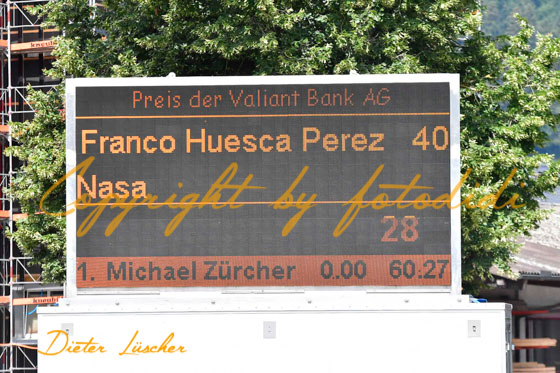 Preis der Valiant Bank AG
Franco Huesca Perez 40
Nasa
Copyright by fotodidi
28
1. Michael Zürcher 0.00 60:27
Dieter Lüscher